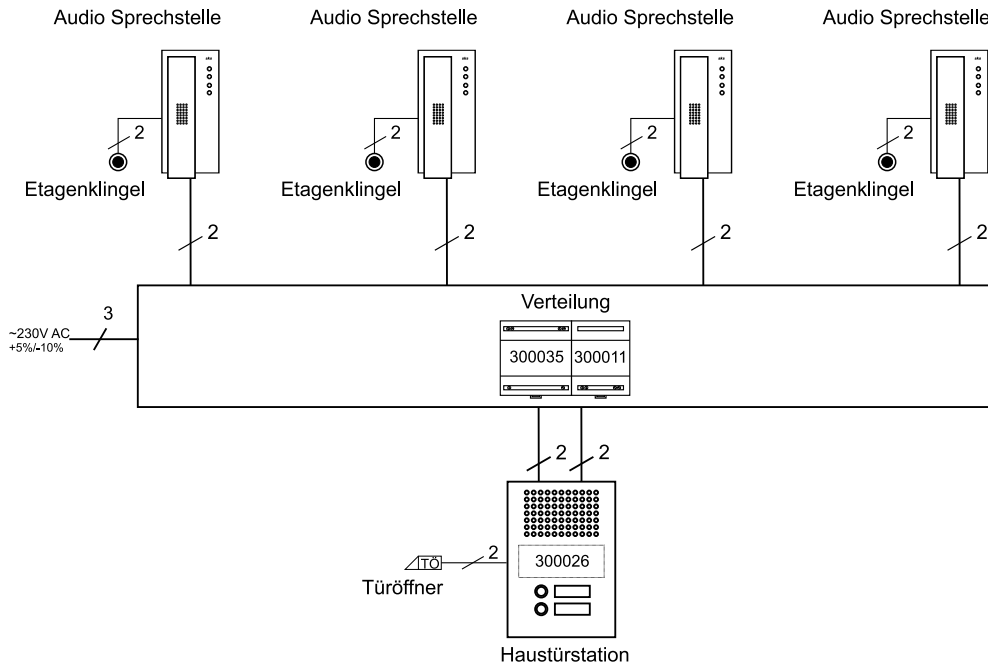 Audio Sprechstelle
Audio Sprechstelle
Audio Sprechstelle
Audio Sprechstelle
2
2
2
2
Etagenklingel
Etagenklingel
Etagenklingel
Etagenklingel
2
2
2
2
Verteilung
3
~230V AC
+5%/-10%
300035
300011
2
2
2
TÖ
300026
Türöffner
Haustürstation